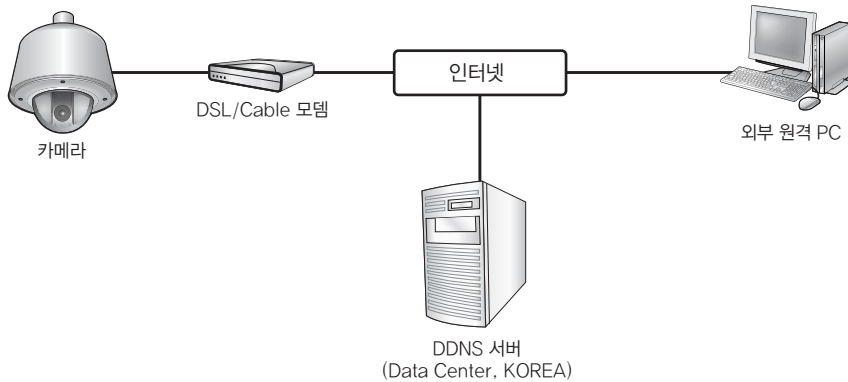 인터넷
DSL/Cable 모뎀
카메라
외부 원격 PC
DDNS 서버
(Data Center, KOREA)